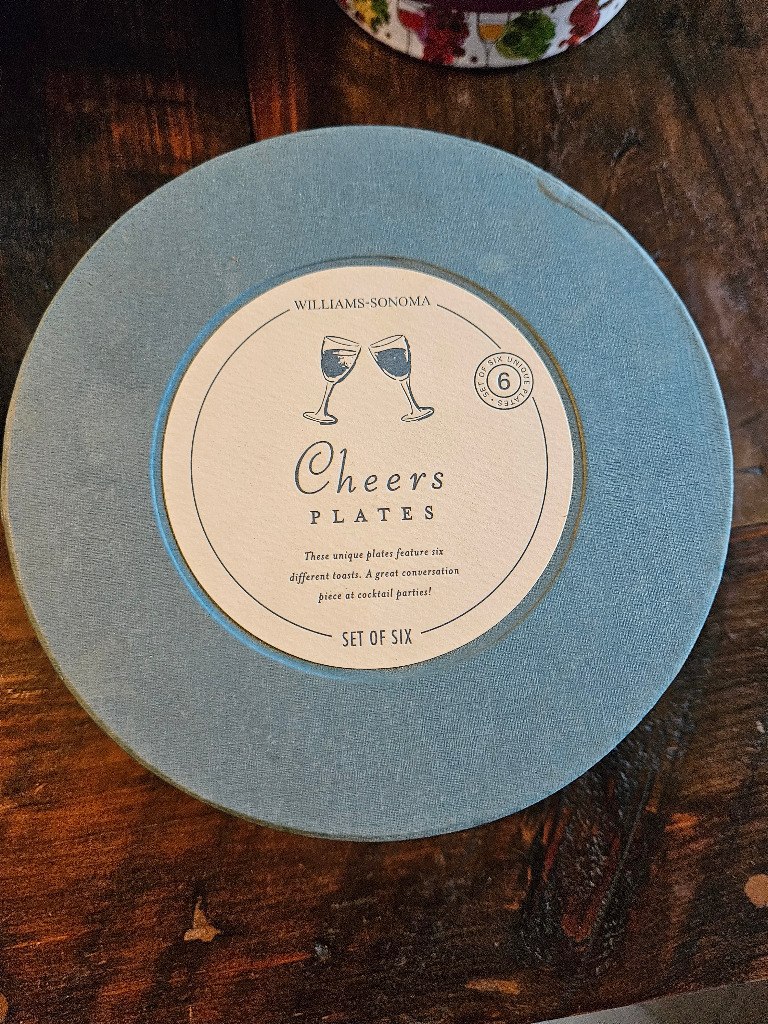 WILLIAMS-SONOMA
SET OF SIX UNIQUE PLATES •
6
Cheers
PLATES
These unique plates feature six
different toasts. A great conversation
piece at cocktail parties!
SET OF SIX